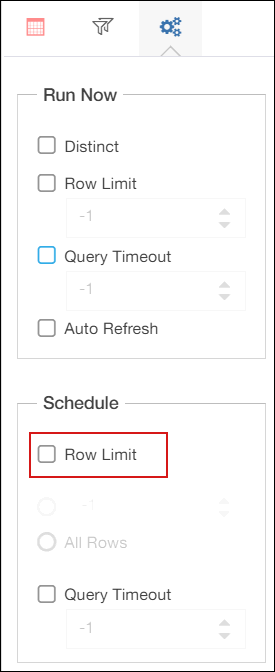 Run Now
Distinct
Row Limit
-1
Query Timeout
-1
Auto Refresh
Schedule
Row Limit
-1
All Rows
Query Timeout
-1